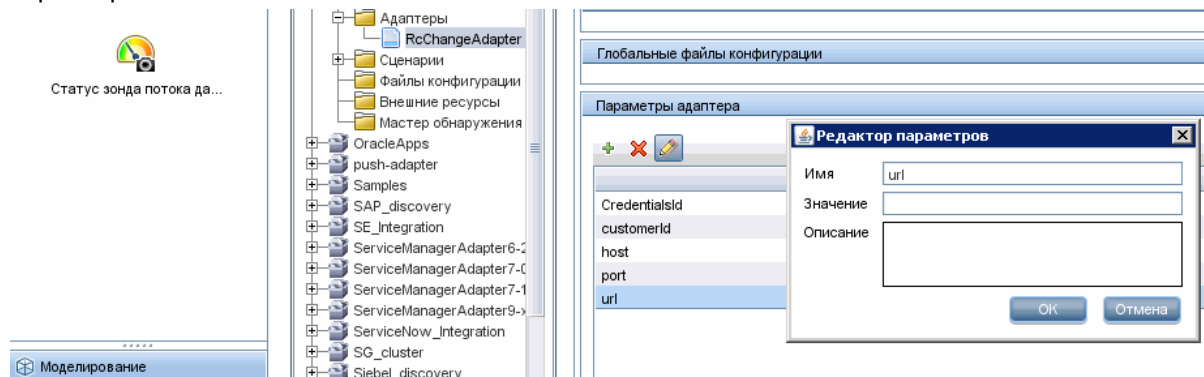 Статус зонда потока да...
Моделирование
Адаптеры
RcChangeAdapter
Сценарии
Файлы конфигурации
Внешние ресурсы
Мастер обнаружения
OracleApps
push-adapter
Samples
SAP_discovery
SE_Integration
ServiceManagerAdapter6-2
ServiceManagerAdapter7-0
ServiceManagerAdapter7-1
ServiceManagerAdapter9-x
ServiceNow_Integration
SG_cluster
Siebel_discovery
Глобальные файлы конфигурации
Параметры адаптера
CredentialsId
customerId
host
port
url
Редактор параметров
Имя url
Значение
Описание
OK Отмена